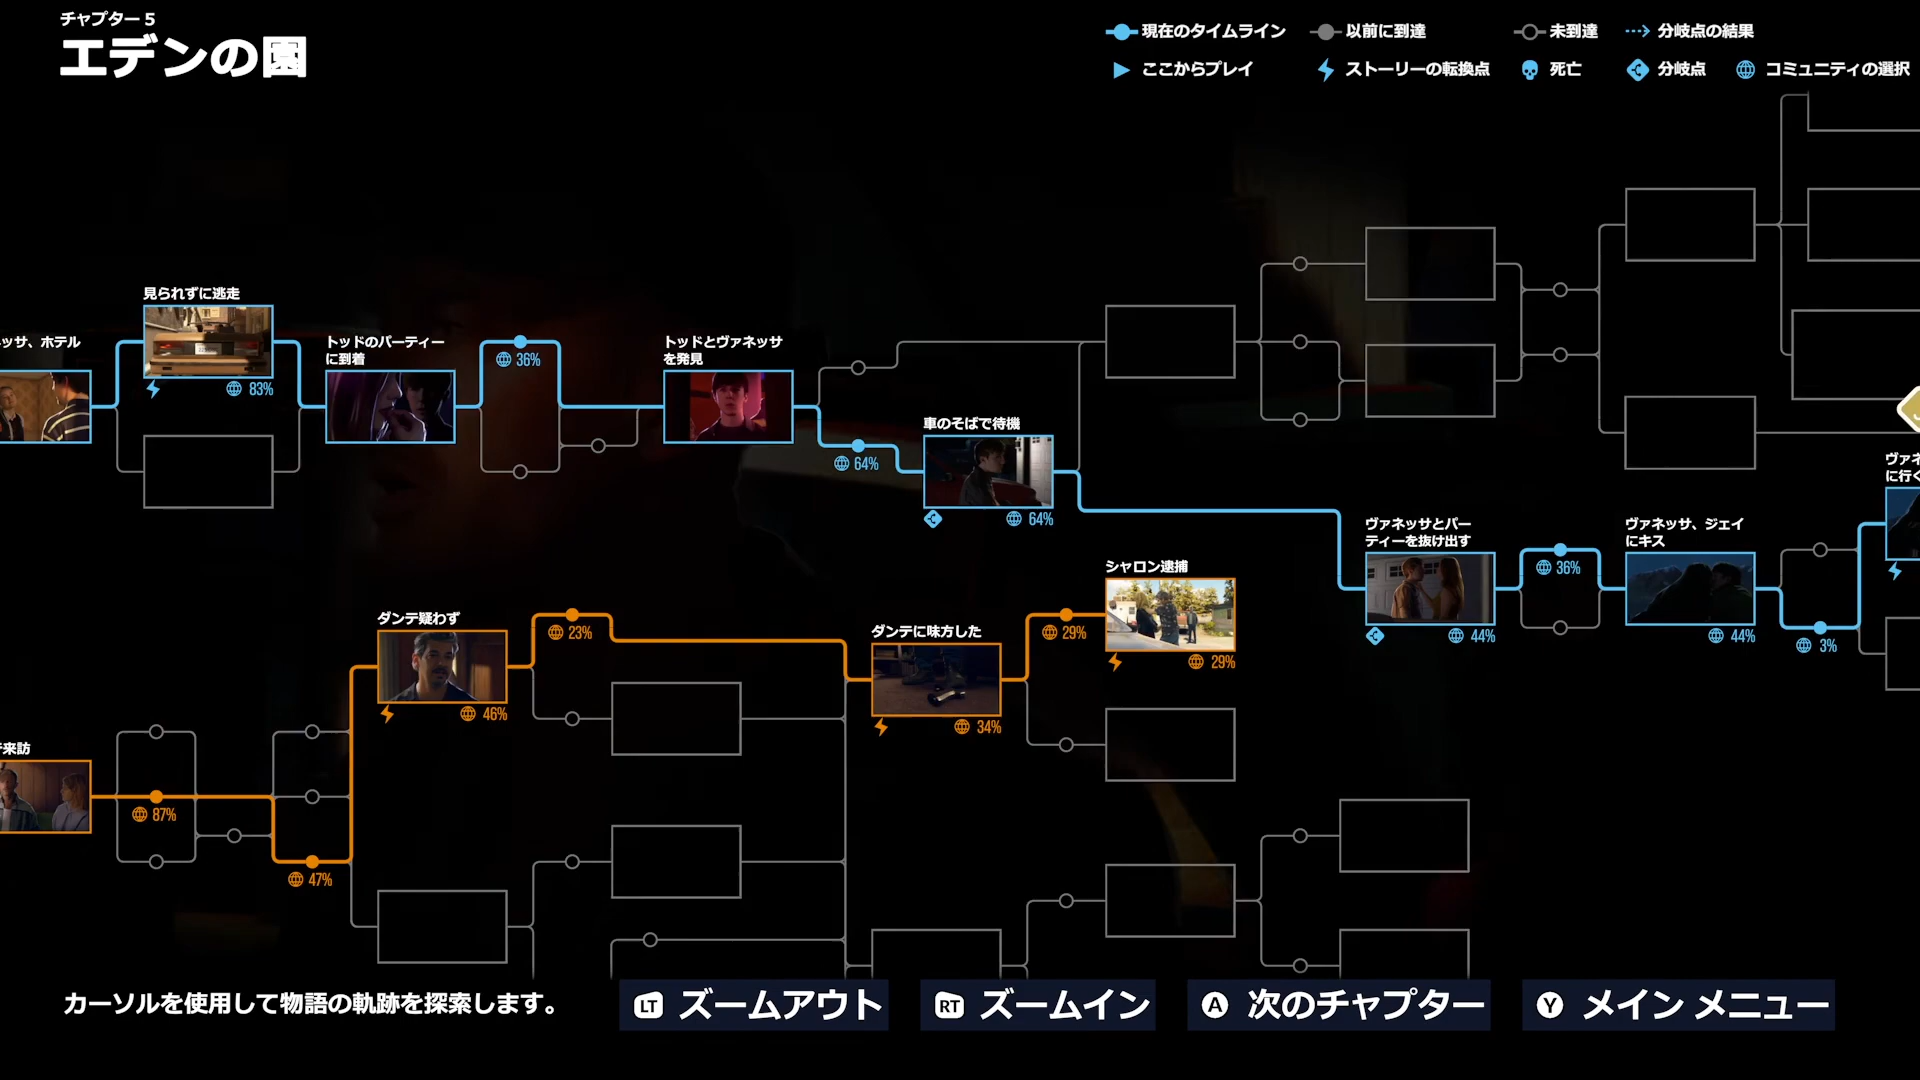 チャプター 5
エデンの園
現在のタイムライン
以前に到達
未到達
分岐点の結果
ここからプレイ
ストーリーの転換点
死亡
分岐点
コミュニティの選択
見られずに逃走
83%
ッサ、ホテル
トッドのパーティー
に到着
36%
トッドとヴァネッサ
を発見
64%
車のそばで待機
64%
ヴァネッサとパー
ティーを抜け出す
44%
36%
ヴァネッサ、ジェイ
にキス
44%
3%
ヴァネ
に行く
来訪
87%
47%
ダンテ疑わず
46%
23%
ダンテに味方した
34%
29%
シャロン逮捕
29%
カーソルを使用して物語の軌跡を探索します。
LT ズームアウト
RT ズームイン
A 次のチャプター
Y メイン メニュー